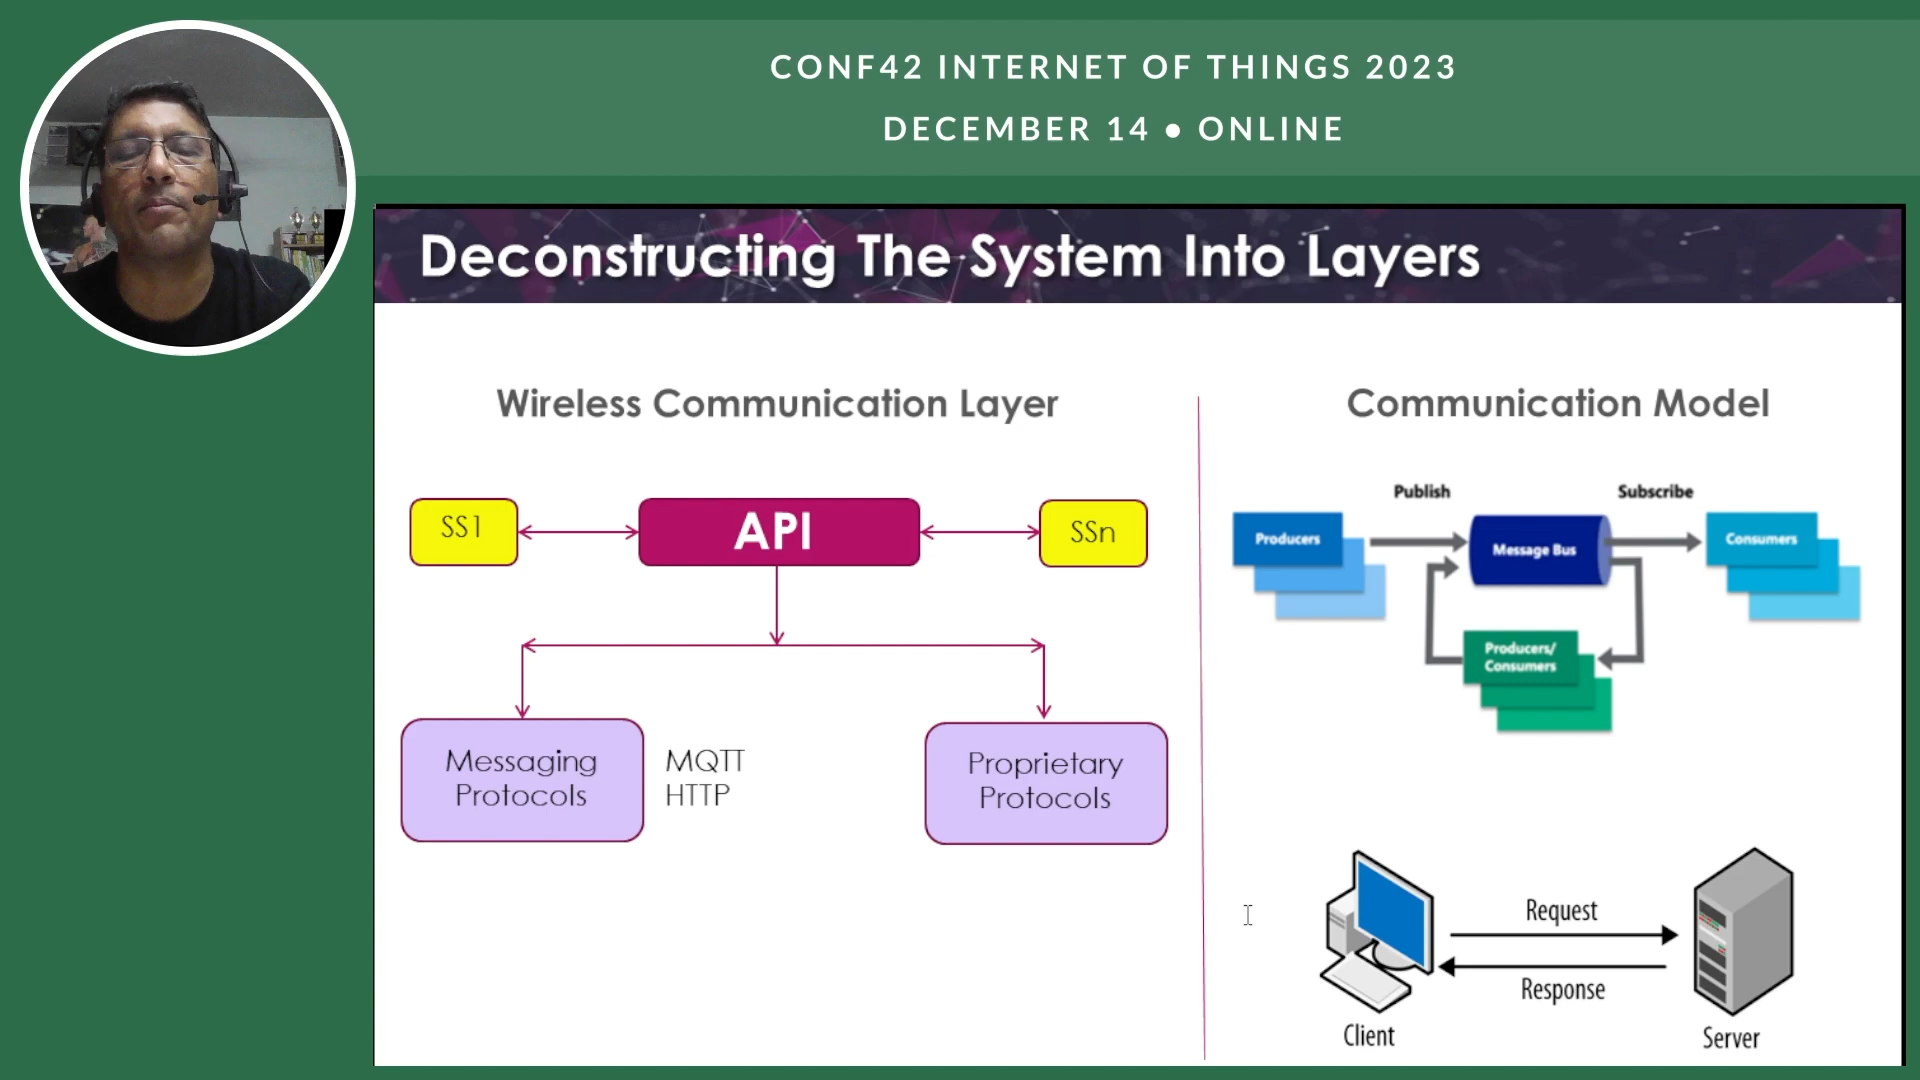 CONF42 INTERNET OF THINGS 2023
DECEMBER 14 • ONLINE
Deconstructing The System Into Layers
Wireless Communication Layer
SS1
API
SSn
Messaging
Protocols
MQTT
HTTP
Proprietary
Protocols
Communication Model
Publish
Subscribe
Producers
Message Bus
Consumers
Producers/
Consumers
Request
Response
Client
Server